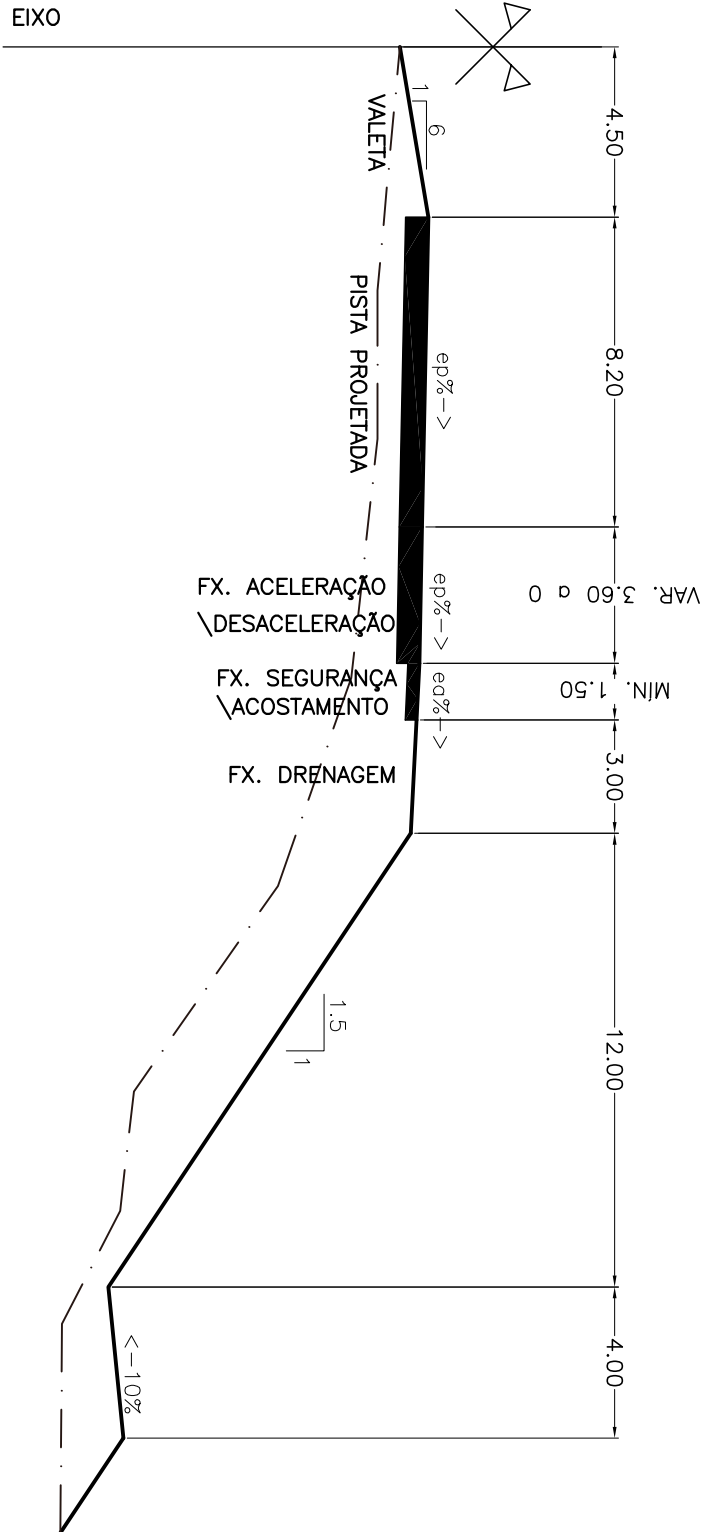 EIXO
4.50
1
6
VALETA
8.20
ep%->
PISTA PROJETADA
VAR. 3.60 a 0
ep%->
FX. ACELERAÇÃO
\DESACELERAÇÃO
MÍN. 1.50
ea%->
FX. SEGURANÇA
\ACOSTAMENTO
3.00
FX. DRENAGEM
12.00
1.5
1
4.00
<-10%